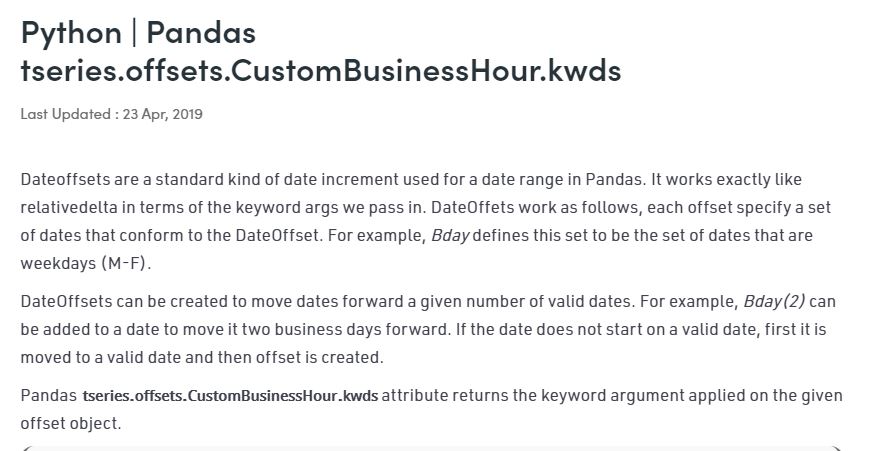 Python | Pandas
tseries.offsets.CustomBusinessHour.kwds
Last Updated : 23 Apr, 2019
Dateoffsets are a standard kind of date increment used for a date range in Pandas. It works exactly like
relativedelta in terms of the keyword args we pass in. DateOffets work as follows, each offset specify a set
of dates that conform to the DateOffset. For example, Bday defines this set to be the set of dates that are
weekdays (M-F).
DateOffsets can be created to move dates forward a given number of valid dates. For example, Bday(2) can
be added to a date to move it two business days forward. If the date does not start on a valid date, first it is
moved to a valid date and then offset is created.
Pandas tseries.offsets.CustomBusinessHour.kwds attribute returns the keyword argument applied on the given
offset object.